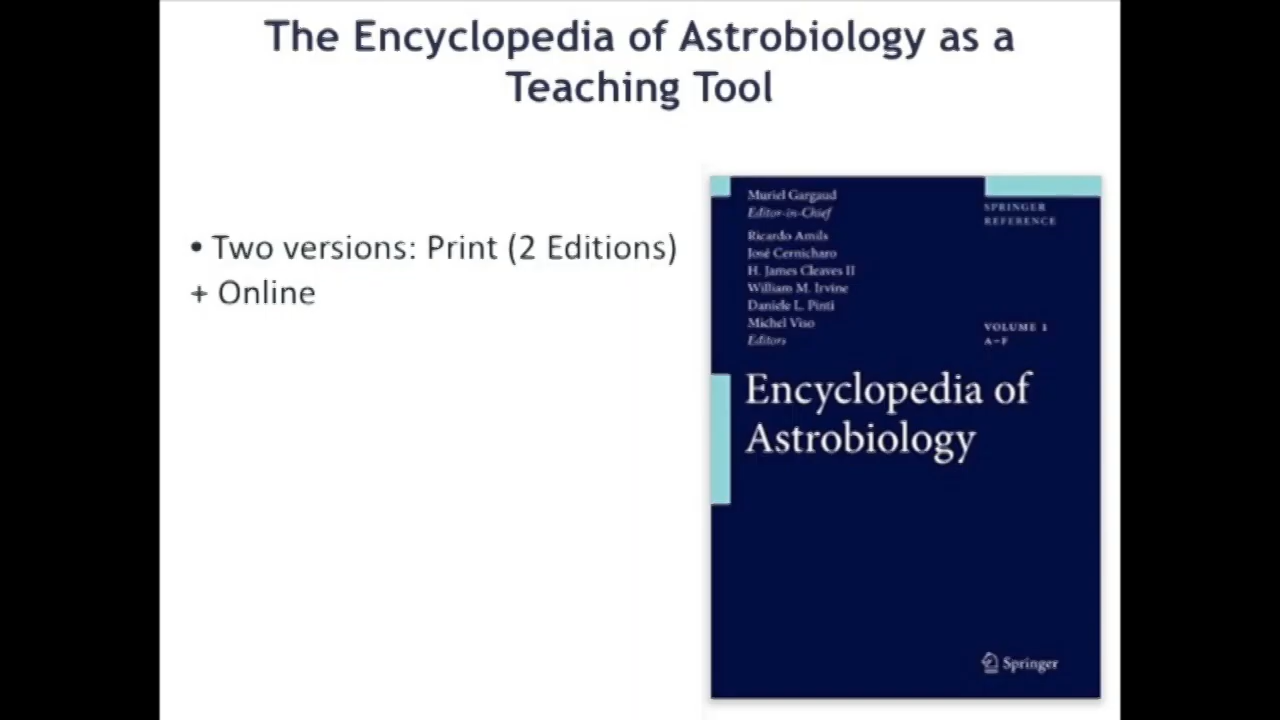 The Encyclopedia of Astrobiology as a
Teaching Tool
• Two versions: Print (2 Editions)
+ Online
Muriel Gargaud
Editor-in-Chief
Ricardo Amils
José Cernicharo
H. James Cleaves II
William M. Irvine
Daniele L. Pinti
Michel Viso
Editors
SPRINGER
REFERENCE
VOLUME 1
A–F
Encyclopedia of
Astrobiology
Springer